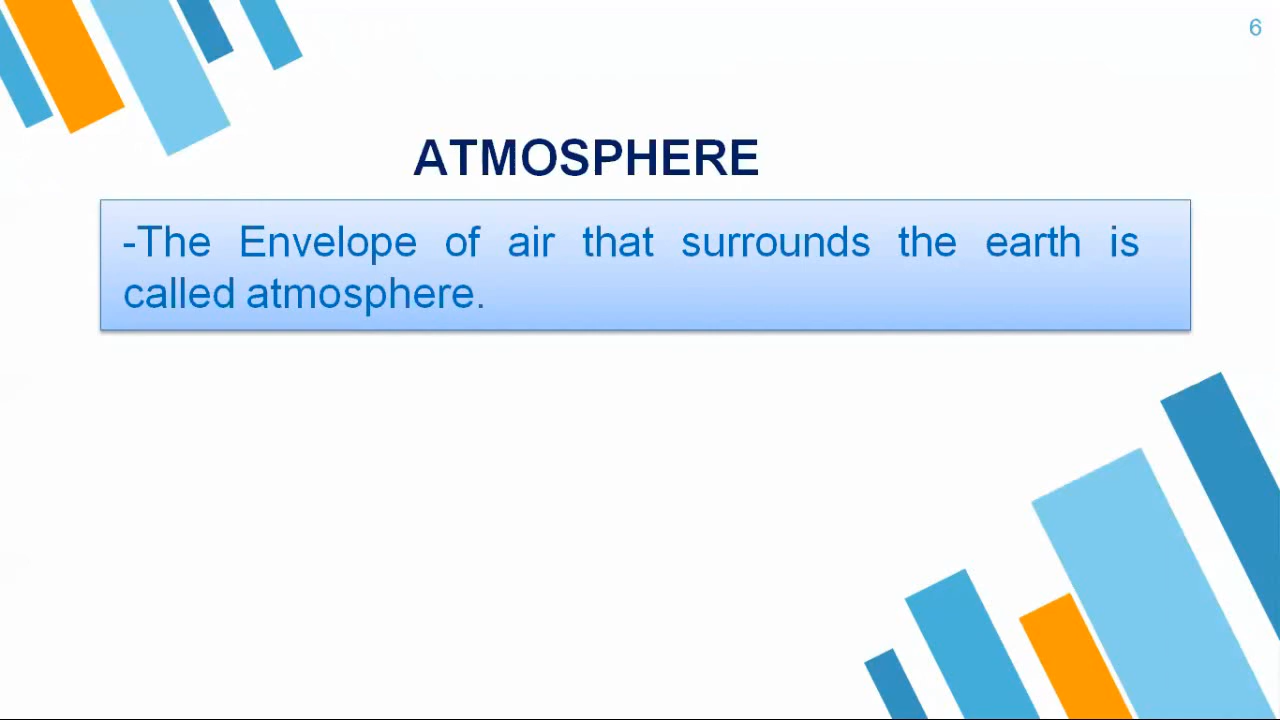 6
ATMOSPHERE
-The Envelope of air that surrounds the earth is
called atmosphere.